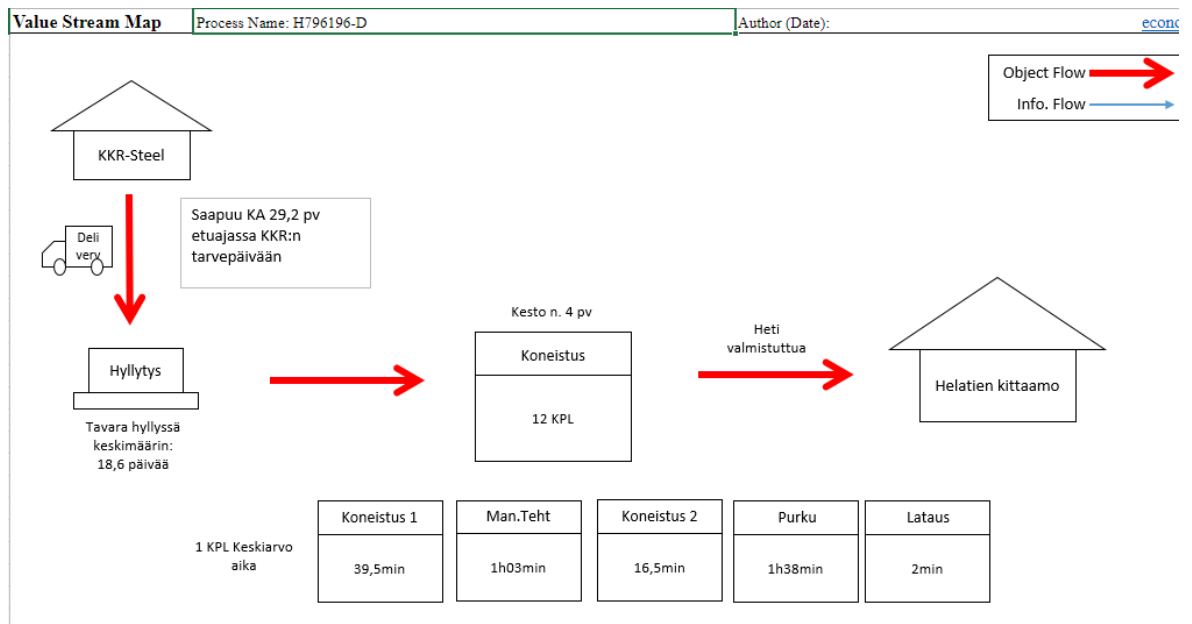 Value Stream Map
Process Name: H796196-D
Author (Date):
econc
Object Flow
Info. Flow
KKR-Steel
Saapuu KA 29,2 pv
etuajassa KKR:n
tarvepäivään
Deli
very
Kesto n. 4 pv
Koneistus
12 KPL
Heti
valmistuttua
Helatien kittaamo
Hyllytys
Tavara hyllyssä
keskimäärin:
18,6 päivää
1 KPL Keskiarvo
aika
Koneistus 1
39,5min
Man.Teht
1h03min
Koneistus 2
16,5min
Purku
1h38min
Lataus
2min